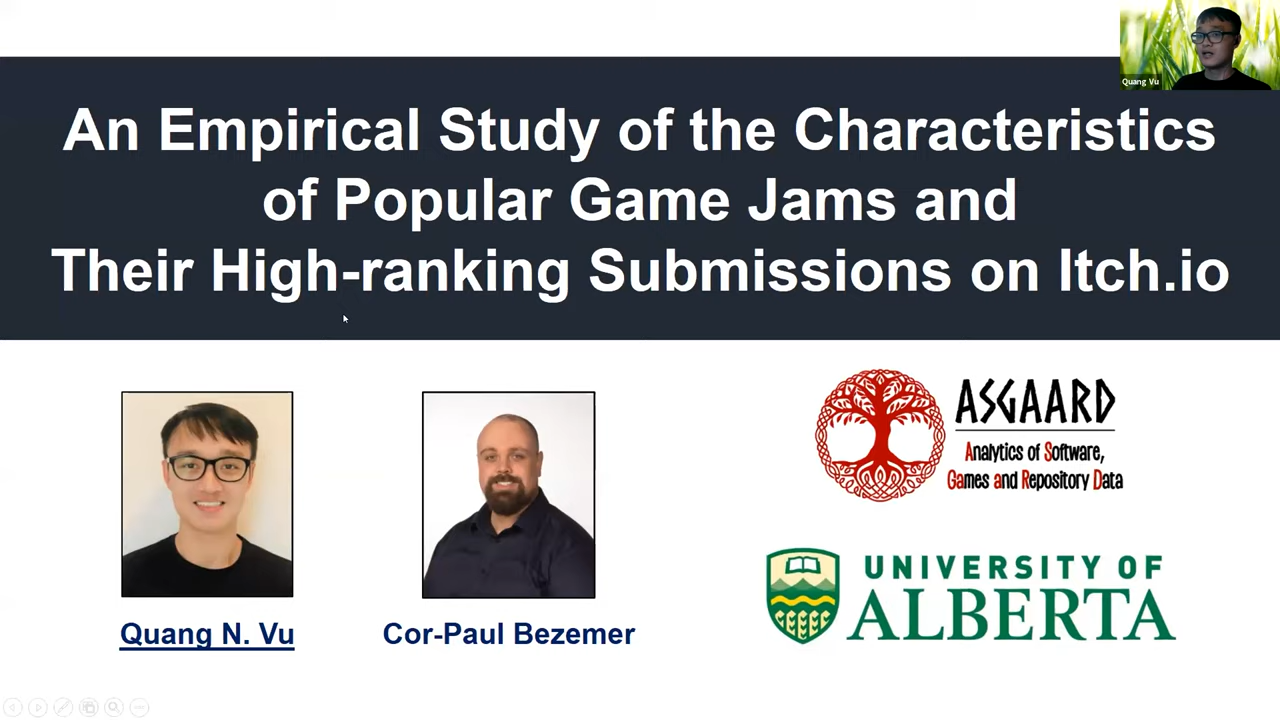 Quang Vu
An Empirical Study of the Characteristics
of Popular Game Jams and
Their High-ranking Submissions on Itch.io
ASGAARD
Analytics of Software,
Games and Repository Data
UNIVERSITY OF
ALBERTA
Quang N. Vu
Cor-Paul Bezemer